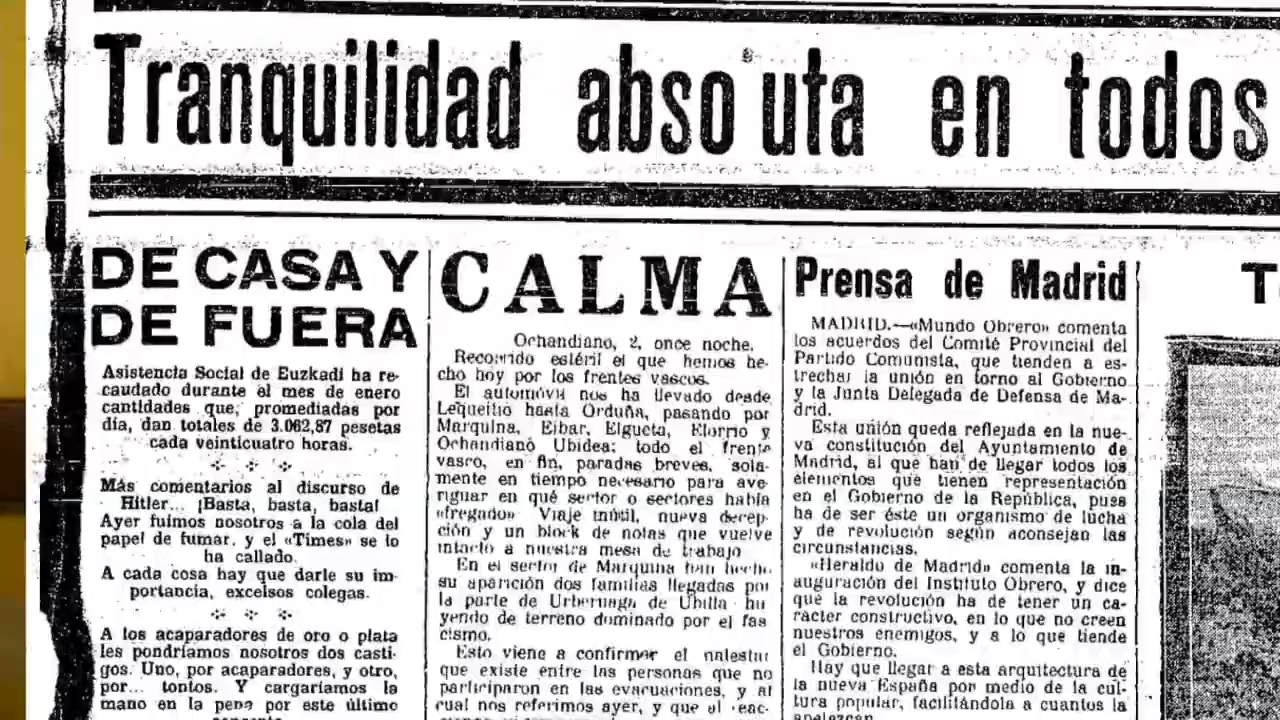 Tranquilidad abso uta en todos
DE CASA Y
DE FUERA
Asistencia Social de Euzkadi ha re-
caudado durante el mes de enero
cantidades que, promediadas por
día, dan totales de 3.062,87 pesetas
cada veinticuatro horas.
Más comentarios al discurso de
Hitler... ¡Basta, basta, basta!
Ayer fuimos nosotros a la cola del
papel de fumar, y el «Times» se lo
ha callado.
A cada cosa hay que darle su im-
portancia, excelsos colegas.
A los acaparadores de oro o plata
les pondríamos nosotros dos casti-
gos. Uno, por acaparadores, y otro,
por... tontos. Y cargaríamos la
mano en la pena por este último
CALMA
Ochandiano, 2, once noche.
Recorrido estéril el que hemos he-
cho hoy por los frentes vascos.
El automóvil nos ha llevado desde
Lequeitio hasta Orduña, pasando por
Marquina, Eibar, Elgueta, Elorrio y
Ochandiano Ubidea; todo el frente
vasco, en fin, paradas breves, sola-
mente en tiempo necesario para ave-
riguar en qué sector o sectores había
«fregado» Viaje inútil, nueva decep-
ción y un block de notas que vuelve
intacto a nuestra mesa de trabajo
En el sector de Marquina han hecho
su aparición dos familias llegadas por
la parte de Urberuaga de Ubilla hu-
yendo de terreno dominado por el fas
cismo.
Esto viene a confirmar el malestar
que existe entre las personas que no
participaron en las evacuaciones, y al
cual nos referimos ayer, y que el
Prensa de Madrid
MADRID.—«Mundo Obrero» comenta
los acuerdos del Comité Provincial del
Partido Comunista, que tienden a es-
trechar la unión en torno al Gobierno
y la Junta Delegada de Defensa de Ma-
drid.
Esta unión queda reflejada en la nue-
va constitución del Ayuntamiento de
Madrid, al que han de llegar todos los
elementos que tienen representación
en el Gobierno de la República, pues
ha de ser éste un organismo de lucha
y de revolución según aconsejan las
circunstancias.
«Heraldo de Madrid» comenta la in-
auguración del Instituto Obrero, y dice
que la revolución ha de tener un ca-
rácter constructivo, en lo que no creen
nuestros enemigos, y a lo que tiende
el Gobierno.
Hay que llegar a esta arquitectura de
la nueva España por medio de la cul-
tura popular, facilitándola a cuantos la